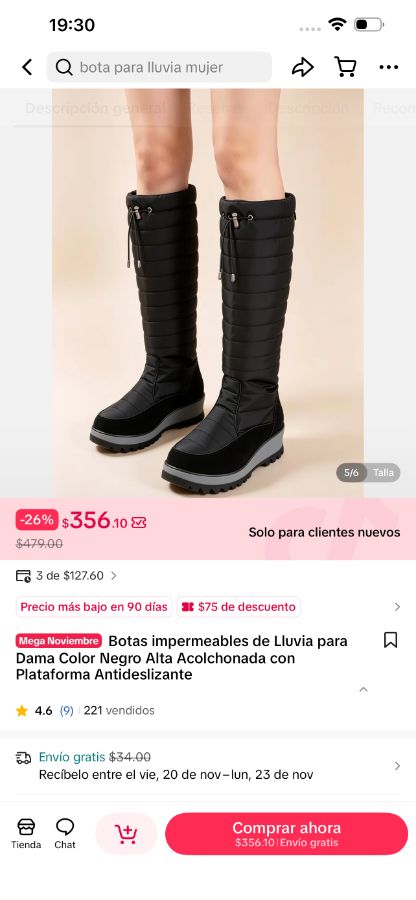 19:30
bota para lluvia mujer
Descripción general
Descripción
Recom
5/6 Talla
-26% $356.10
$479.00
Solo para clientes nuevos
3 de $127.60
Precio más bajo en 90 días
$75 de descuento
Mega Noviembre Botas impermeables de Lluvia para
Dama Color Negro Alta Acolchonada con
Plataforma Antideslizante
4.6 (9) 221 vendidos
Envío gratis $34.00
Recíbelo entre el vie, 20 de nov–lun, 23 de nov
Tienda
Chat
Comprar ahora
$356.10 | Envío gratis